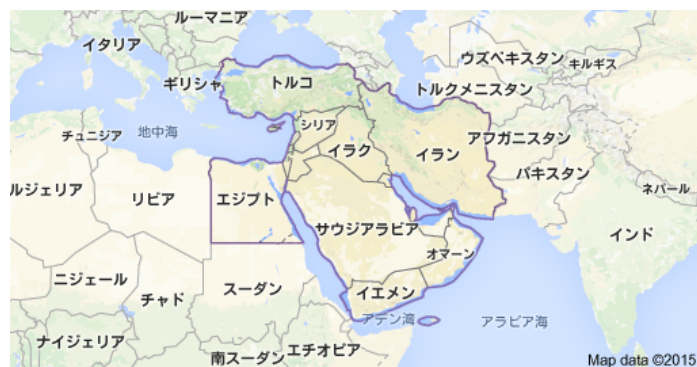 ルーマニア
イタリア
ウズベキスタン
キルギス
ギリシャ
トルコ
トルクメニスタン
チュニジア
地中海
シリア
イラク
イラン
アフガニスタン
パキスタン
ネパール
ルジェリア
リビア
エジプト
サウジアラビア
オマーン
インド
ニジェール
チャド
スーダン
イエメン
アデン湾
アラビア海
ナイジェリア
南スーダン
エチオピア
Map data ©2015